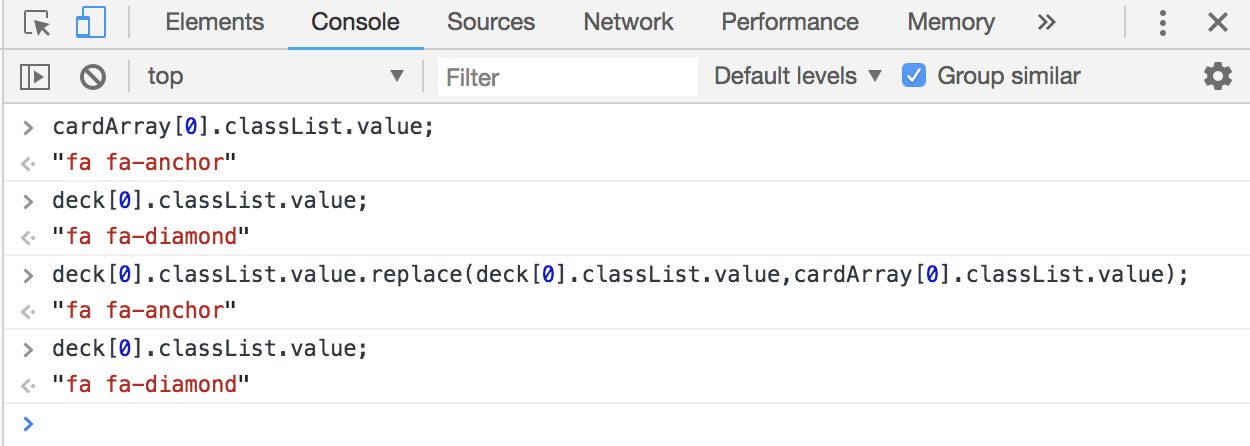 Elements Console Sources Network Performance Memory »
top Filter Default levels Group similar
> cardArray[0].classList.value;
"fa fa-anchor"
> deck[0].classList.value;
"fa fa-diamond"
> deck[0].classList.value.replace(deck[0].classList.value,cardArray[0].classList.value);
"fa fa-anchor"
> deck[0].classList.value;
"fa fa-diamond"
>